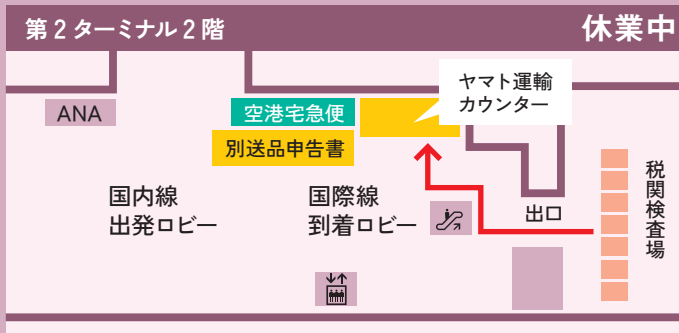 第2ターミナル2階
休業中
ヤマト運輸
カウンター
ANA
空港宅急便
別送品申告書
国内線
出発ロビー
国際線
到着ロビー
出口
税関検査場